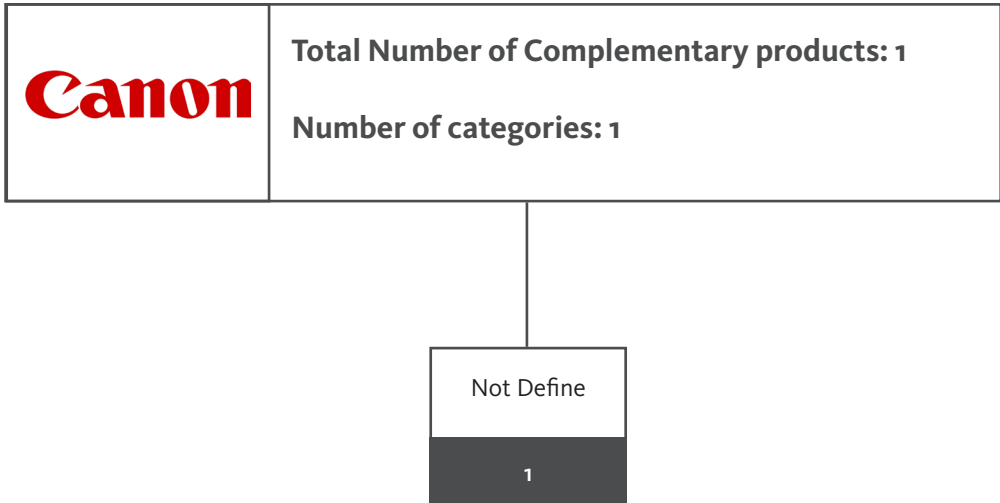 Canon
Total Number of Complementary products: 1
Number of categories: 1
Not Define
1